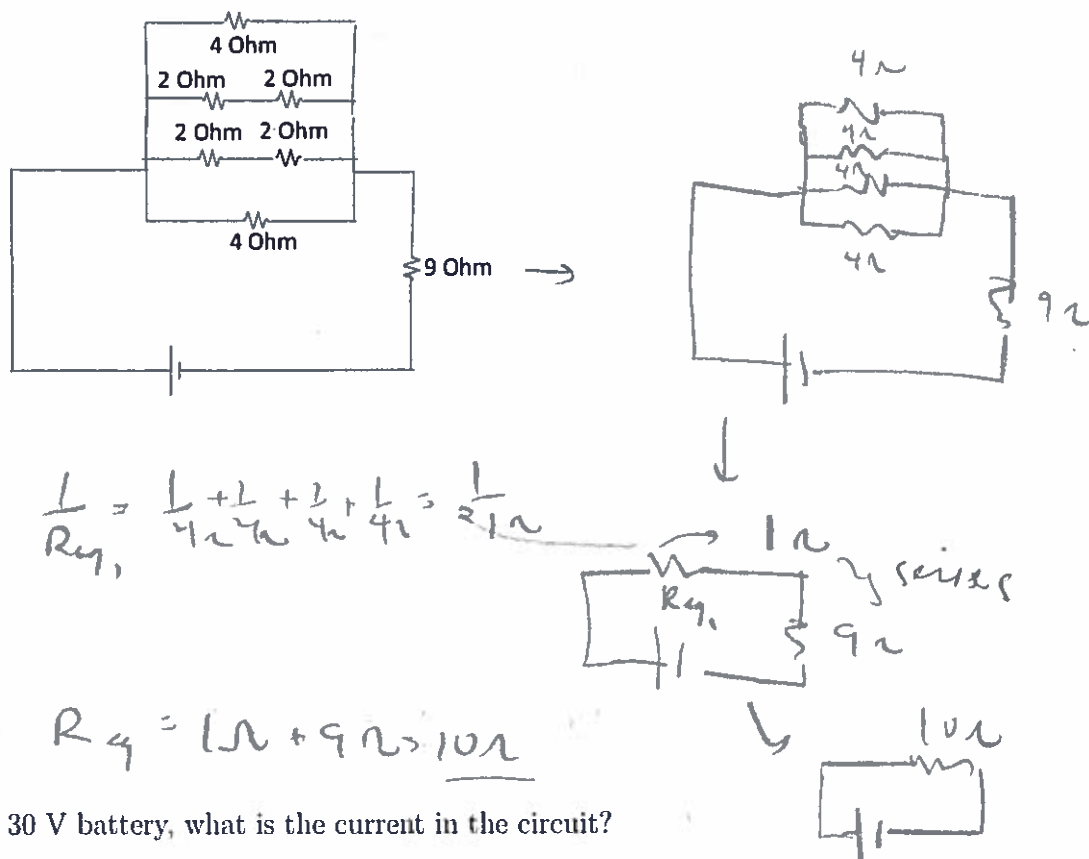 4 Ohm
2 Ohm 2 Ohm
2 Ohm 2 Ohm
4 Ohm
9 Ohm
4Ω
4Ω
4Ω
4Ω
9Ω
1/Req₁ = 1/4Ω + 1/4Ω + 1/4Ω + 1/4Ω = 1/1Ω
1Ω
Req₁
series
9Ω
Req = 1Ω + 9Ω = 10Ω
10Ω
30 V battery, what is the current in the circuit?